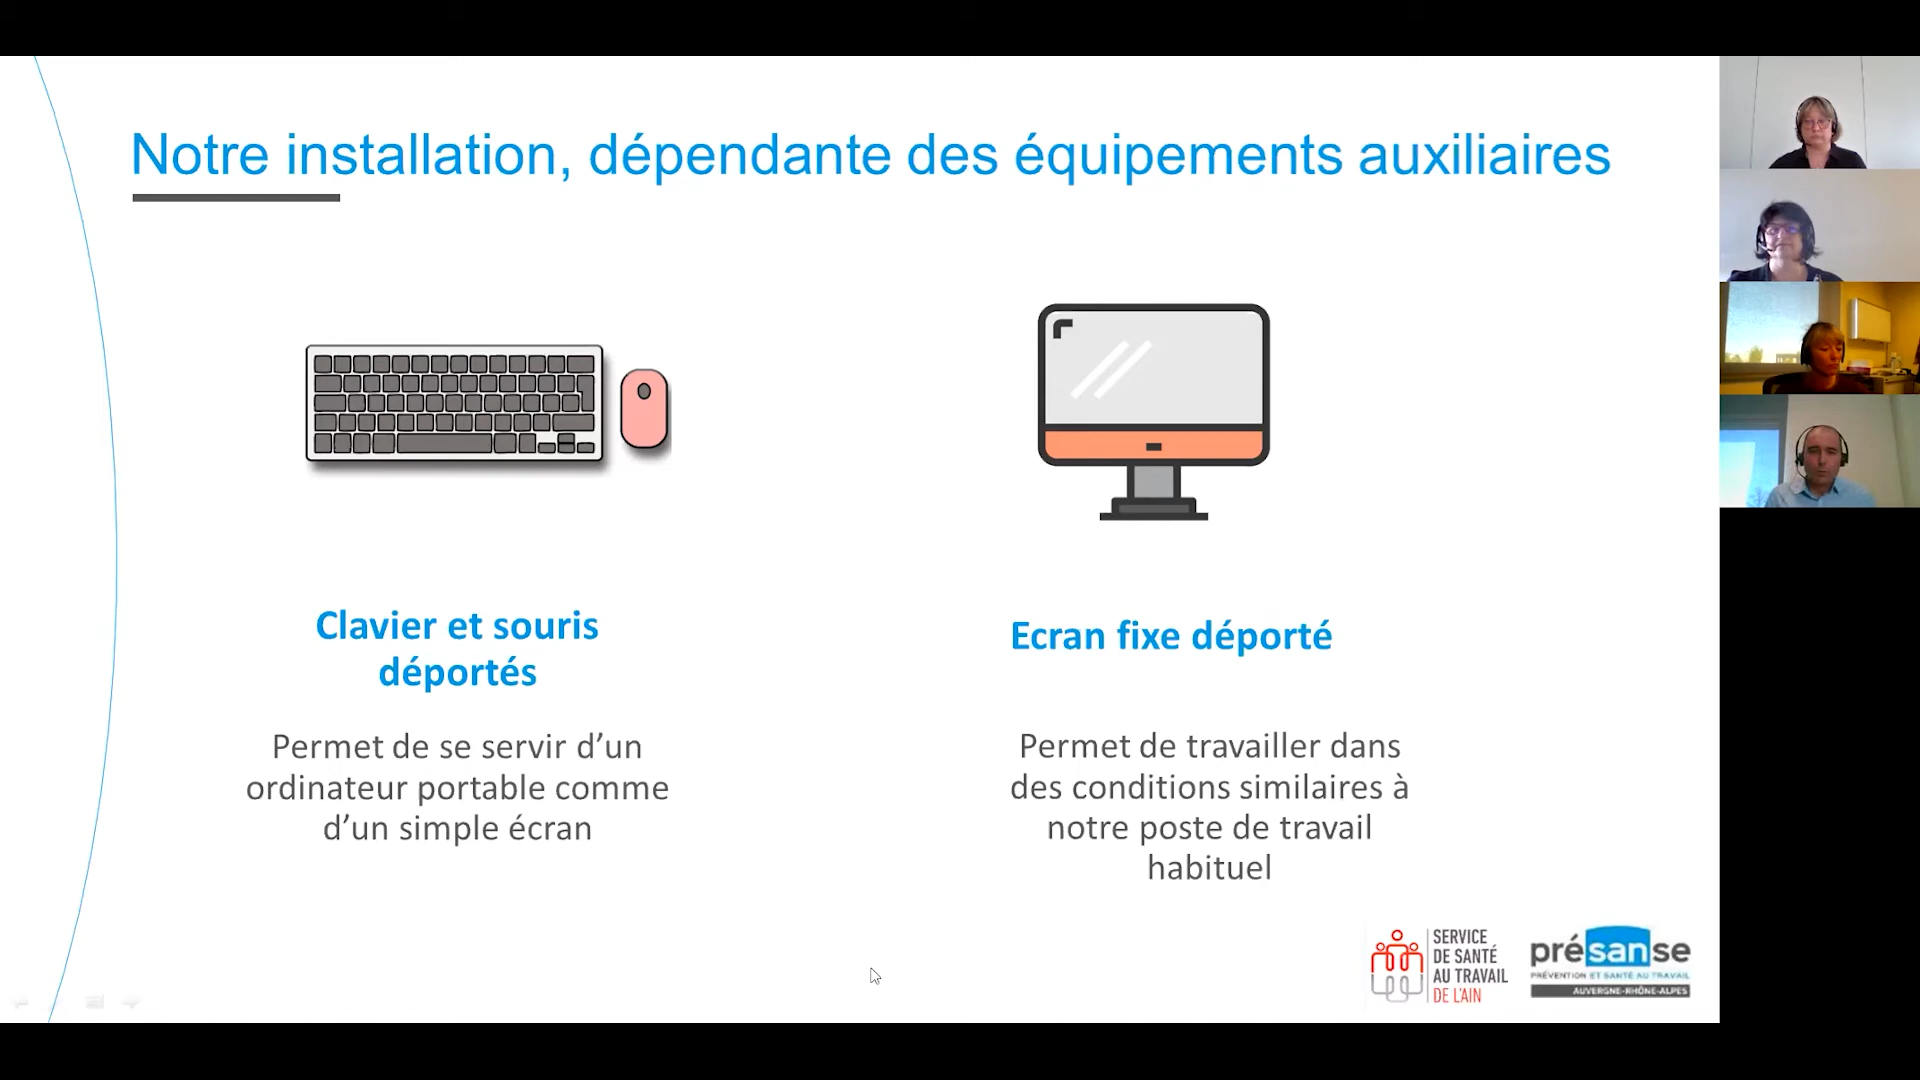 Notre installation, dépendante des équipements auxiliaires
Clavier et souris
déportés
Permet de se servir d’un
ordinateur portable comme
d’un simple écran
Ecran fixe déporté
Permet de travailler dans
des conditions similaires à
notre poste de travail
habituel
SERVICE
DE SANTÉ
AU TRAVAIL
DE L'AIN
présanse
PRÉVENTION ET SANTÉ AU TRAVAIL
AUVERGNE-RHÔNE-ALPES